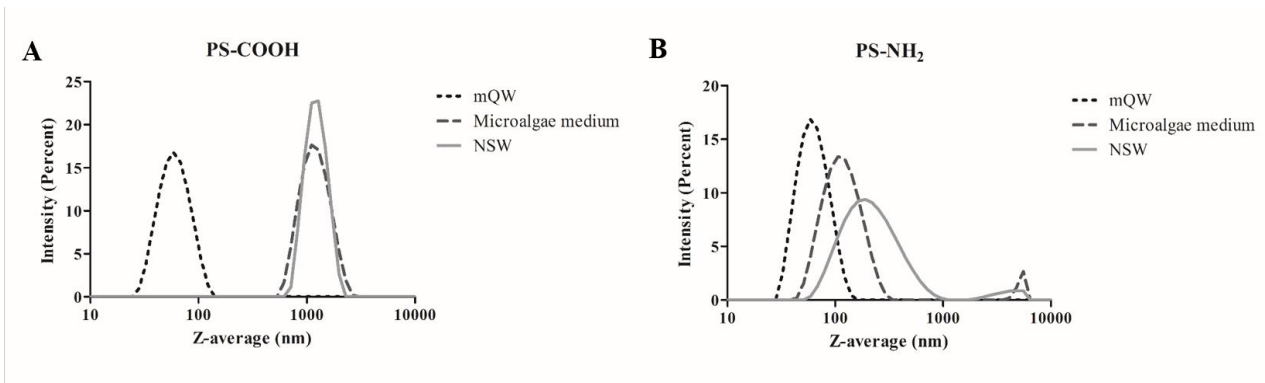 A
PS-COOH
25
20
15
10
5
0
Intensity (Percent)
10 100 1000 10000
Z-average (nm)
mQW
Microalgae medium
NSW
B
PS-NH₂
20
15
10
5
0
Intensity (Percent)
10 100 1000 10000
Z-average (nm)
mQW
Microalgae medium
NSW